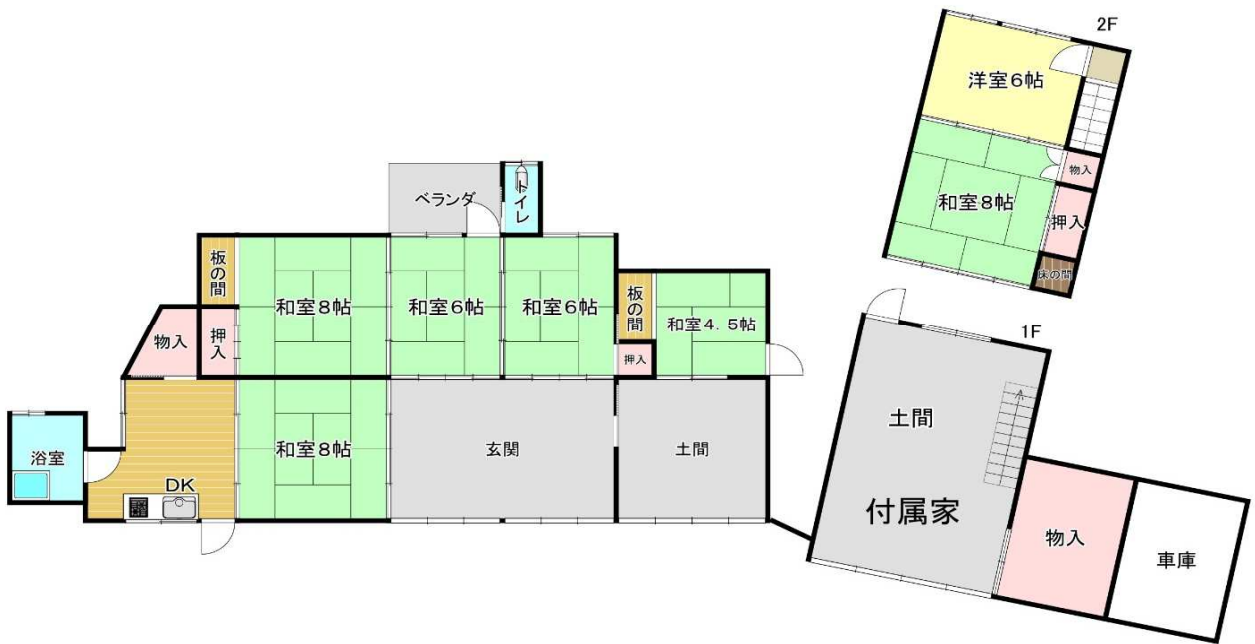 2F
洋室6帖
物入
和室8帖
押入
床の間
ベランダ
トイレ
板の間
和室8帖
和室6帖
和室6帖
板の間
和室4.5帖
物入
押入
押入
浴室
DK
和室8帖
玄関
土間
1F
土間
付属家
物入
車庫